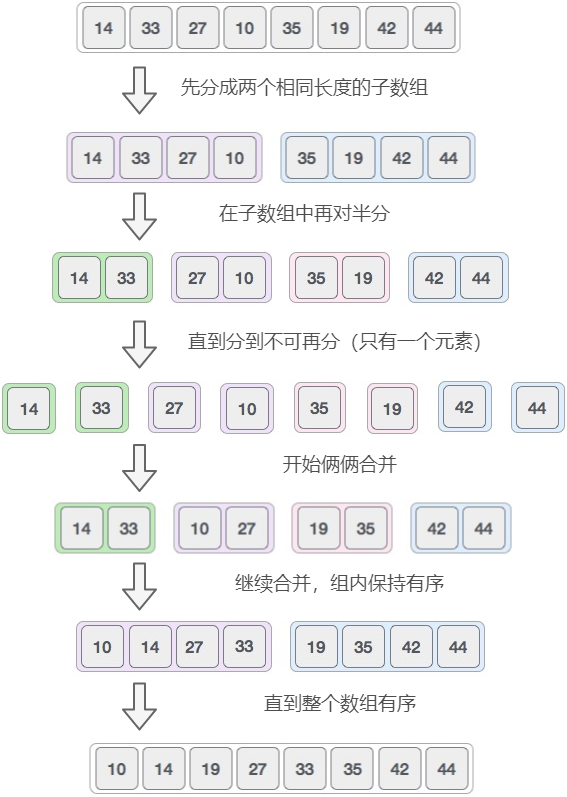 14 33 27 10 35 19 42 44
先分成两个相同长度的子数组
14 33 27 10 35 19 42 44
在子数组中再对半分
14 33 27 10 35 19 42 44
直到分到不可再分（只有一个元素）
14 33 27 10 35 19 42 44
开始俩俩合并
14 33 10 27 19 35 42 44
继续合并，组内保持有序
10 14 27 33 19 35 42 44
直到整个数组有序
10 14 19 27 33 35 42 44